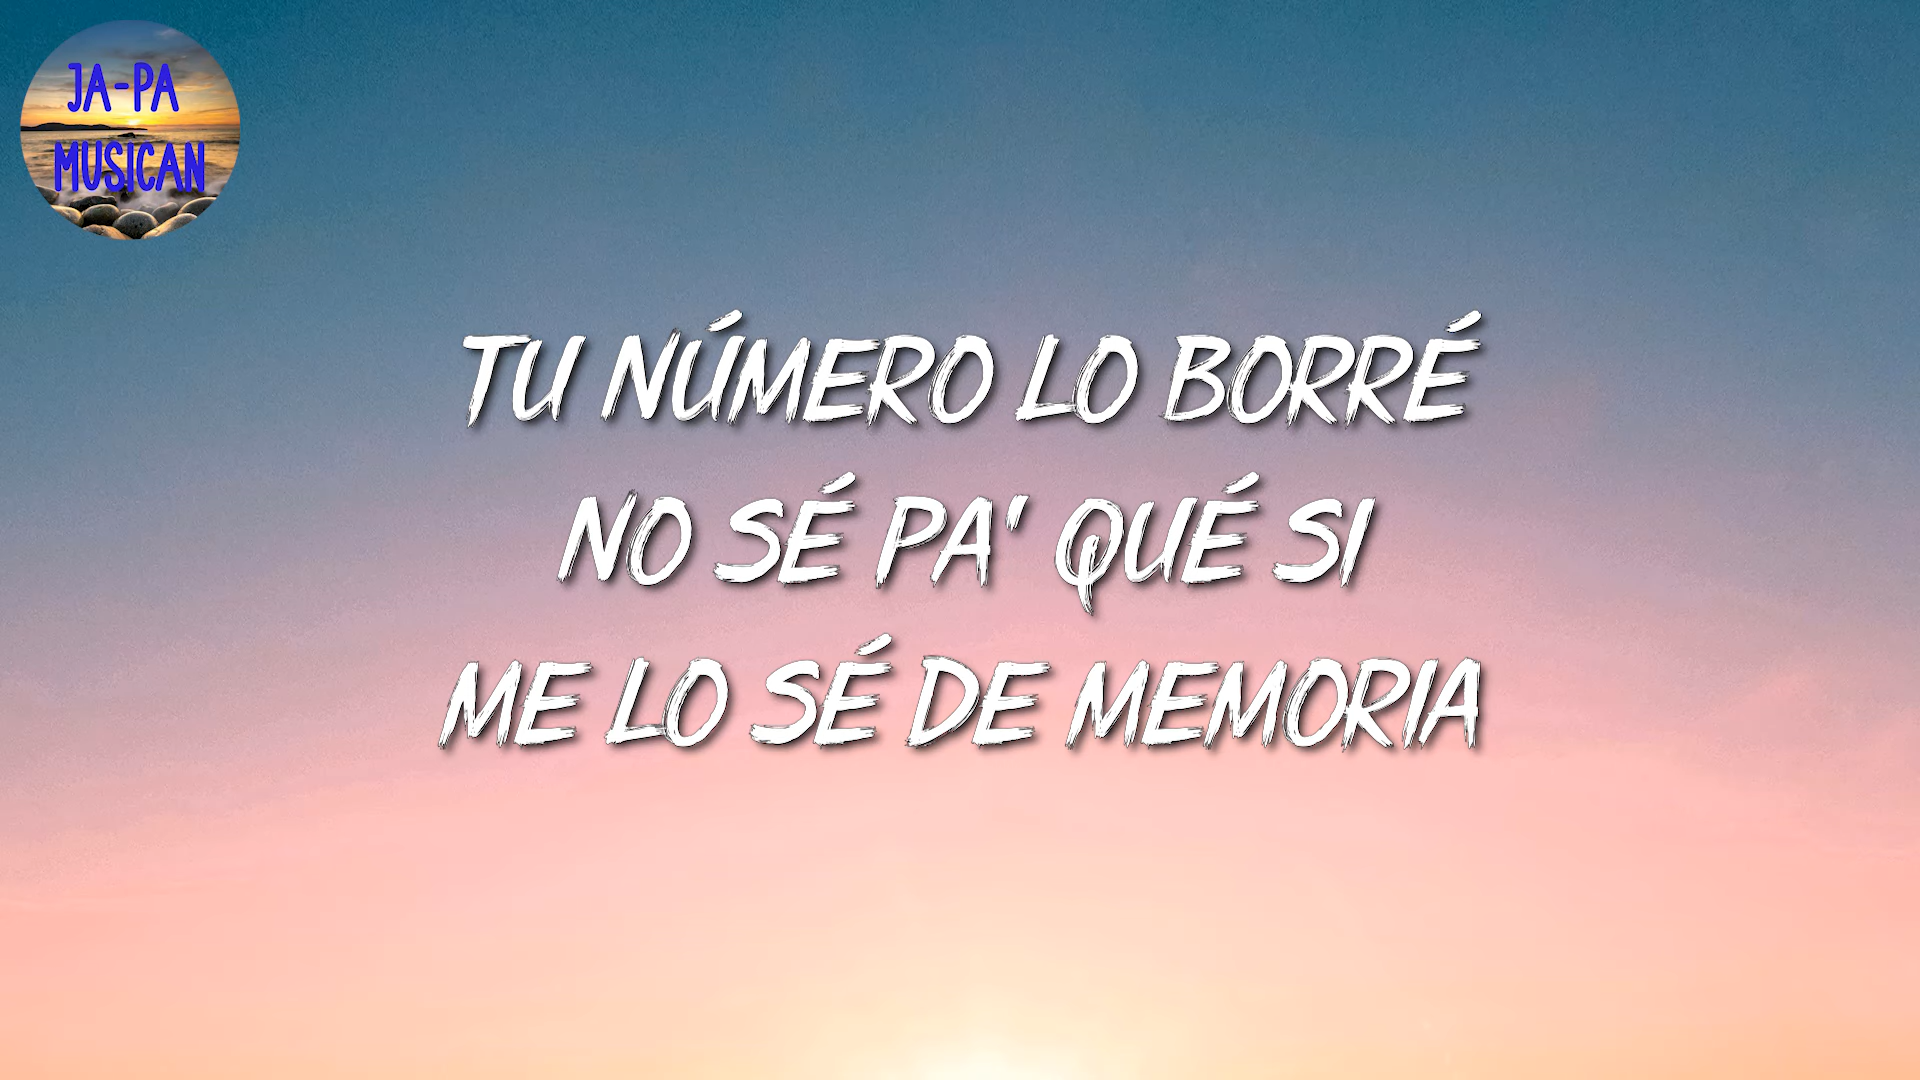 JA-PA
MUSICAN
TU NÚMERO LO BORRÉ
NO SÉ PA' QUÉ SI
ME LO SÉ DE MEMORIA